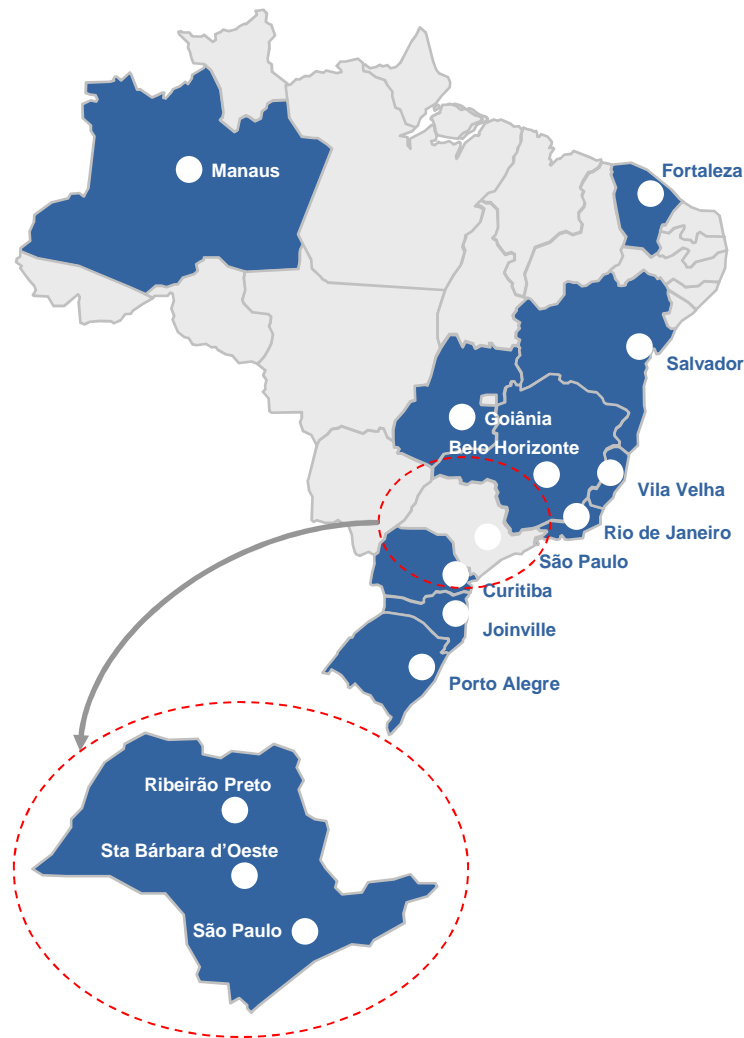 Manaus
Fortaleza
Salvador
Goiânia
Belo Horizonte
Vila Velha
Rio de Janeiro
São Paulo
Curitiba
Joinville
Porto Alegre
Ribeirão Preto
Sta Bárbara d’Oeste
São Paulo